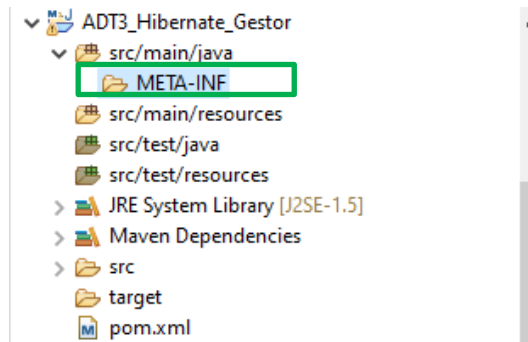 ADT3_Hibernate_Gestor
src/main/java
META-INF
src/main/resources
src/test/java
src/test/resources
JRE System Library [J2SE-1.5]
Maven Dependencies
src
target
pom.xml